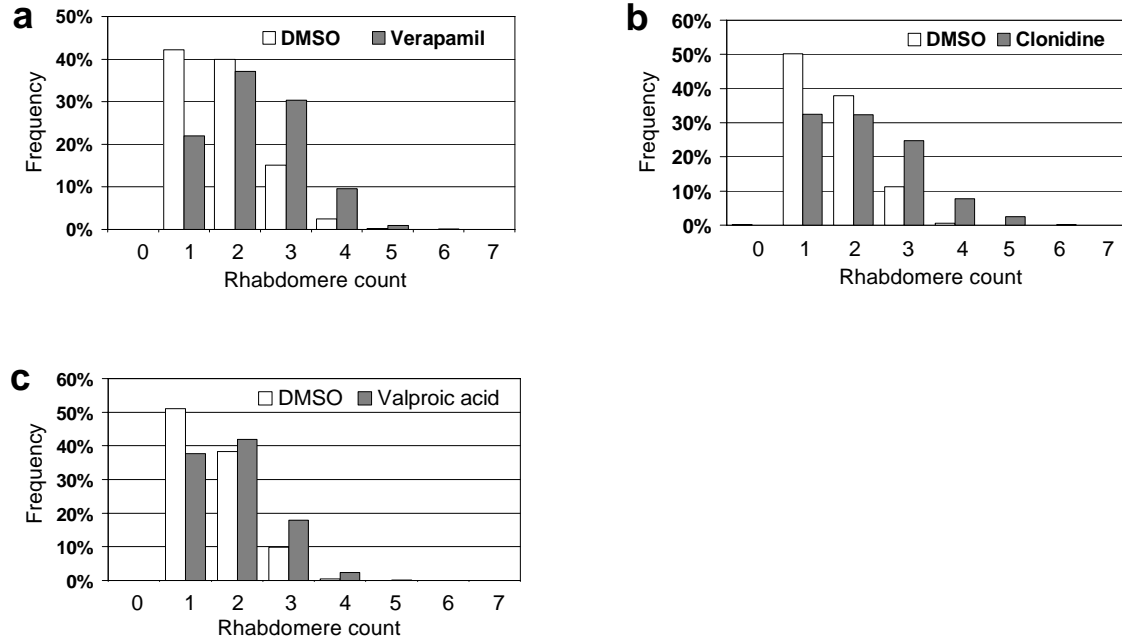 a
50%
40%
30%
20%
10%
0%
Frequency
DMSO Verapamil
0 1 2 3 4 5 6 7
Rhabdomere count
b
60%
50%
40%
30%
20%
10%
0%
Frequency
DMSO Clonidine
0 1 2 3 4 5 6 7
Rhabdomere count
c
60%
50%
40%
30%
20%
10%
0%
Frequency
DMSO Valproic acid
0 1 2 3 4 5 6 7
Rhabdomere count